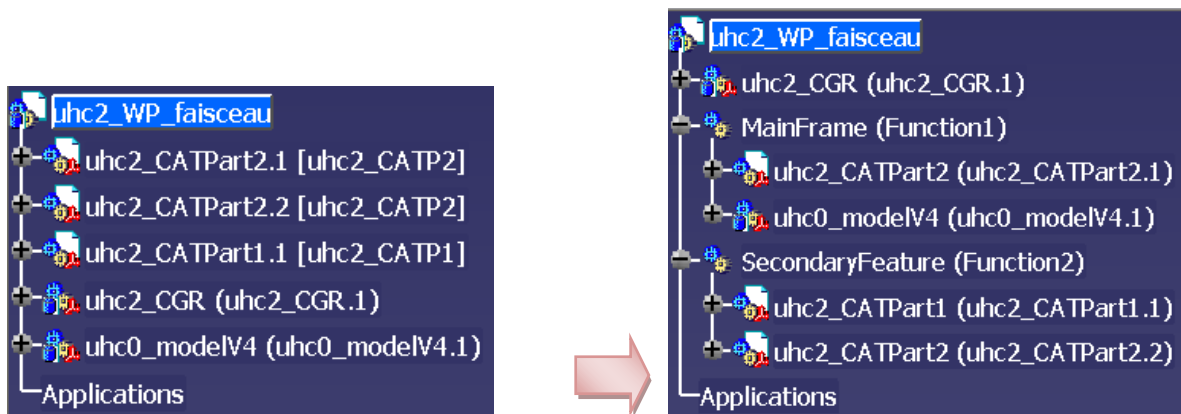 uhc2_WP_faisceau
uhc2_CATPart2.1 [uhc2_CATP2]
uhc2_CATPart2.2 [uhc2_CATP2]
uhc2_CATPart1.1 [uhc2_CATP1]
uhc2_CGR (uhc2_CGR.1)
uhc0_modelV4 (uhc0_modelV4.1)
Applications
uhc2_WP_faisceau
uhc2_CGR (uhc2_CGR.1)
MainFrame (Function1)
uhc2_CATPart2 (uhc2_CATPart2.1)
uhc0_modelV4 (uhc0_modelV4.1)
SecondaryFeature (Function2)
uhc2_CATPart1 (uhc2_CATPart1.1)
uhc2_CATPart2 (uhc2_CATPart2.2)
Applications